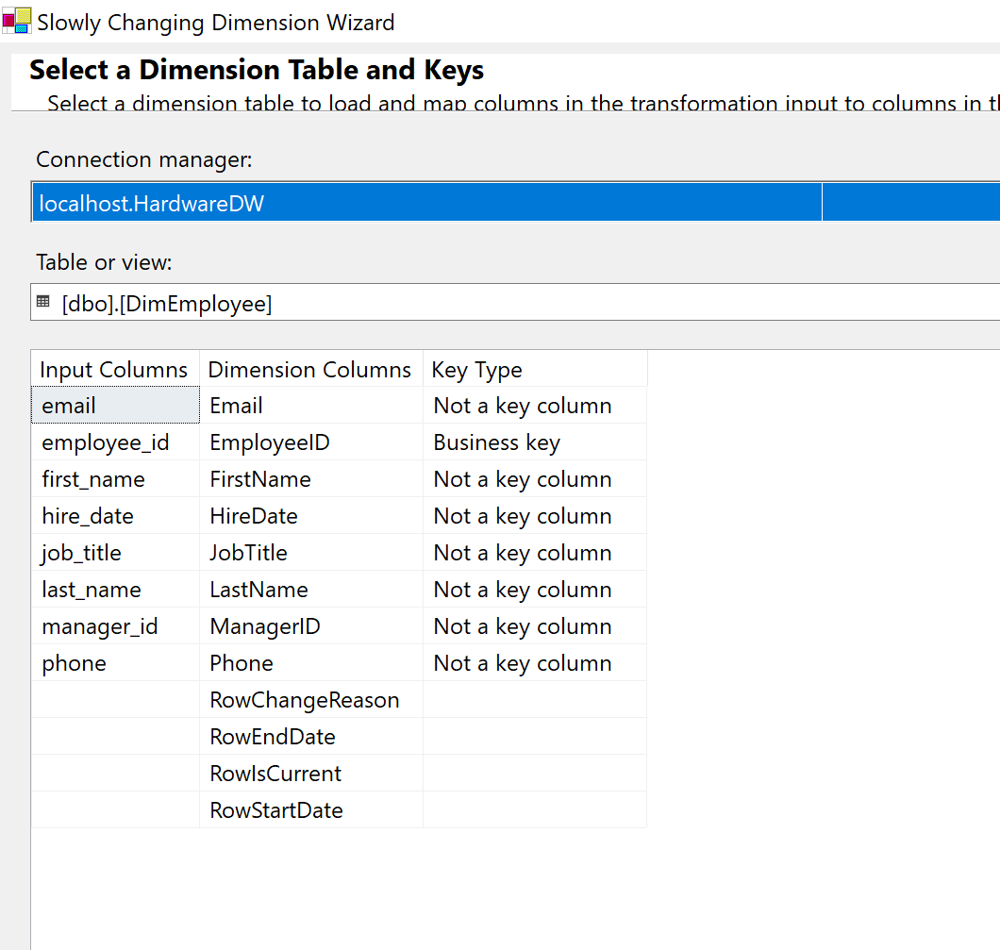 Slowly Changing Dimension Wizard
Select a Dimension Table and Keys
Select a dimension table to load and map columns in the transformation input to columns in
Connection manager:
localhost.HardwareDW
Table or view:
[dbo].[DimEmployee]
Input Columns Dimension Columns Key Type
email Email Not a key column
employee_id EmployeeID Business key
first_name FirstName Not a key column
hire_date HireDate Not a key column
job_title JobTitle Not a key column
last_name LastName Not a key column
manager_id ManagerID Not a key column
phone Phone Not a key column
RowChangeReason
RowEndDate
RowIsCurrent
RowStartDate